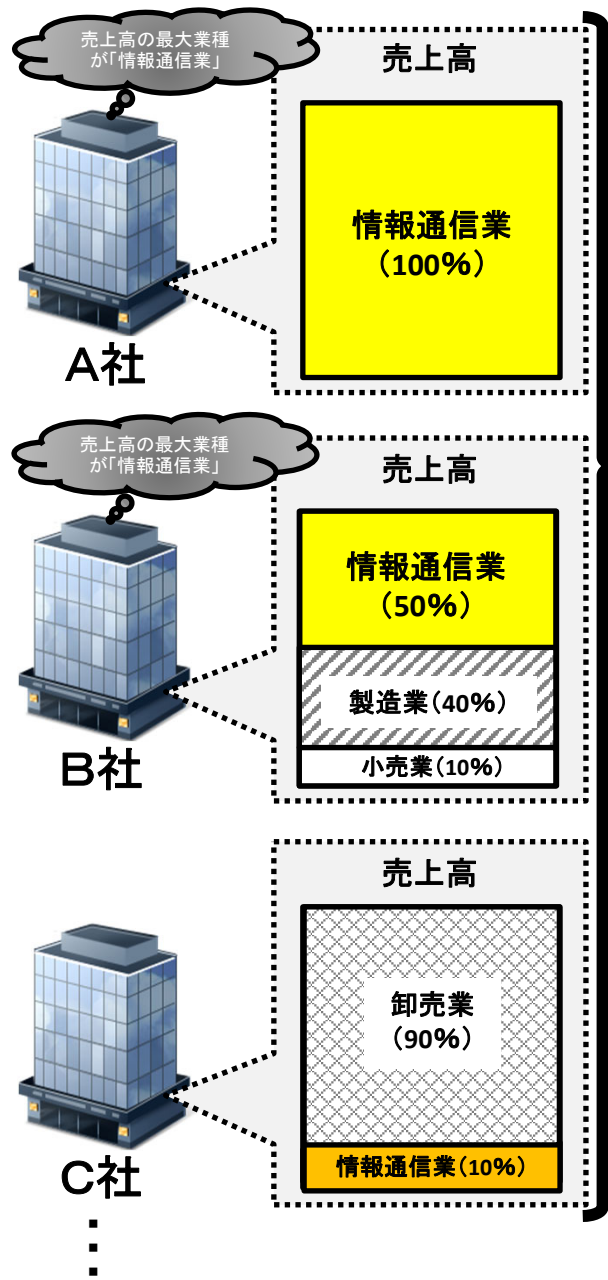 売上高の最大業種
が「情報通信業」
売上高
情報通信業
（100%）
A社
売上高の最大業種
が「情報通信業」
売上高
情報通信業
（50%）
製造業（40%）
小売業（10%）
B社
売上高
卸売業
（90%）
情報通信業（10%）
C社